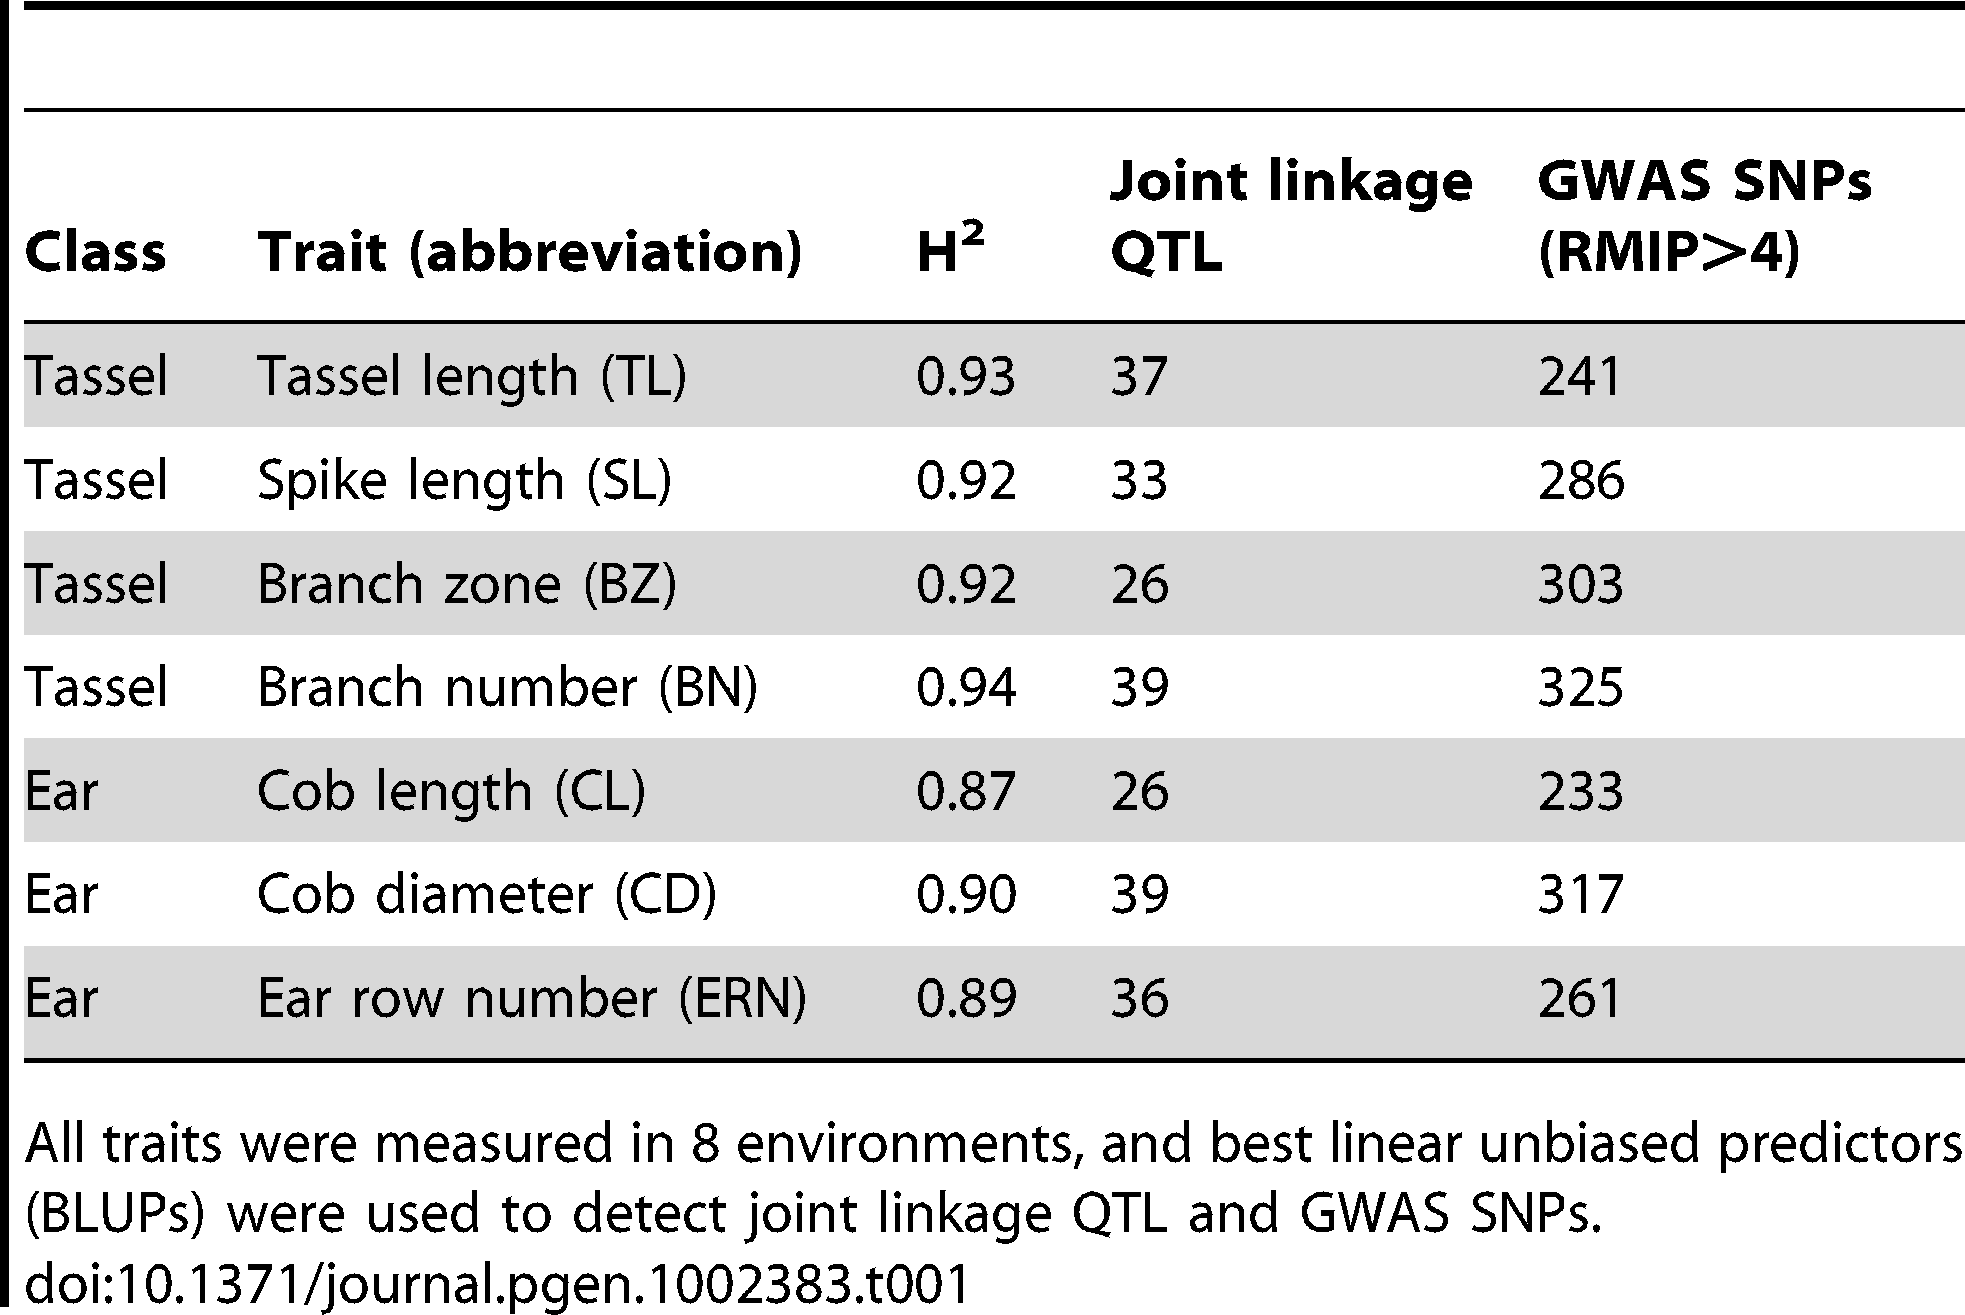 Class Trait (abbreviation) H² Joint linkage QTL GWAS SNPs (RMIP>4)
Tassel Tassel length (TL) 0.93 37 241
Tassel Spike length (SL) 0.92 33 286
Tassel Branch zone (BZ) 0.92 26 303
Tassel Branch number (BN) 0.94 39 325
Ear Cob length (CL) 0.87 26 233
Ear Cob diameter (CD) 0.90 39 317
Ear Ear row number (ERN) 0.89 36 261
All traits were measured in 8 environments, and best linear unbiased predictors
(BLUPs) were used to detect joint linkage QTL and GWAS SNPs.
doi:10.1371/journal.pgen.1002383.t001